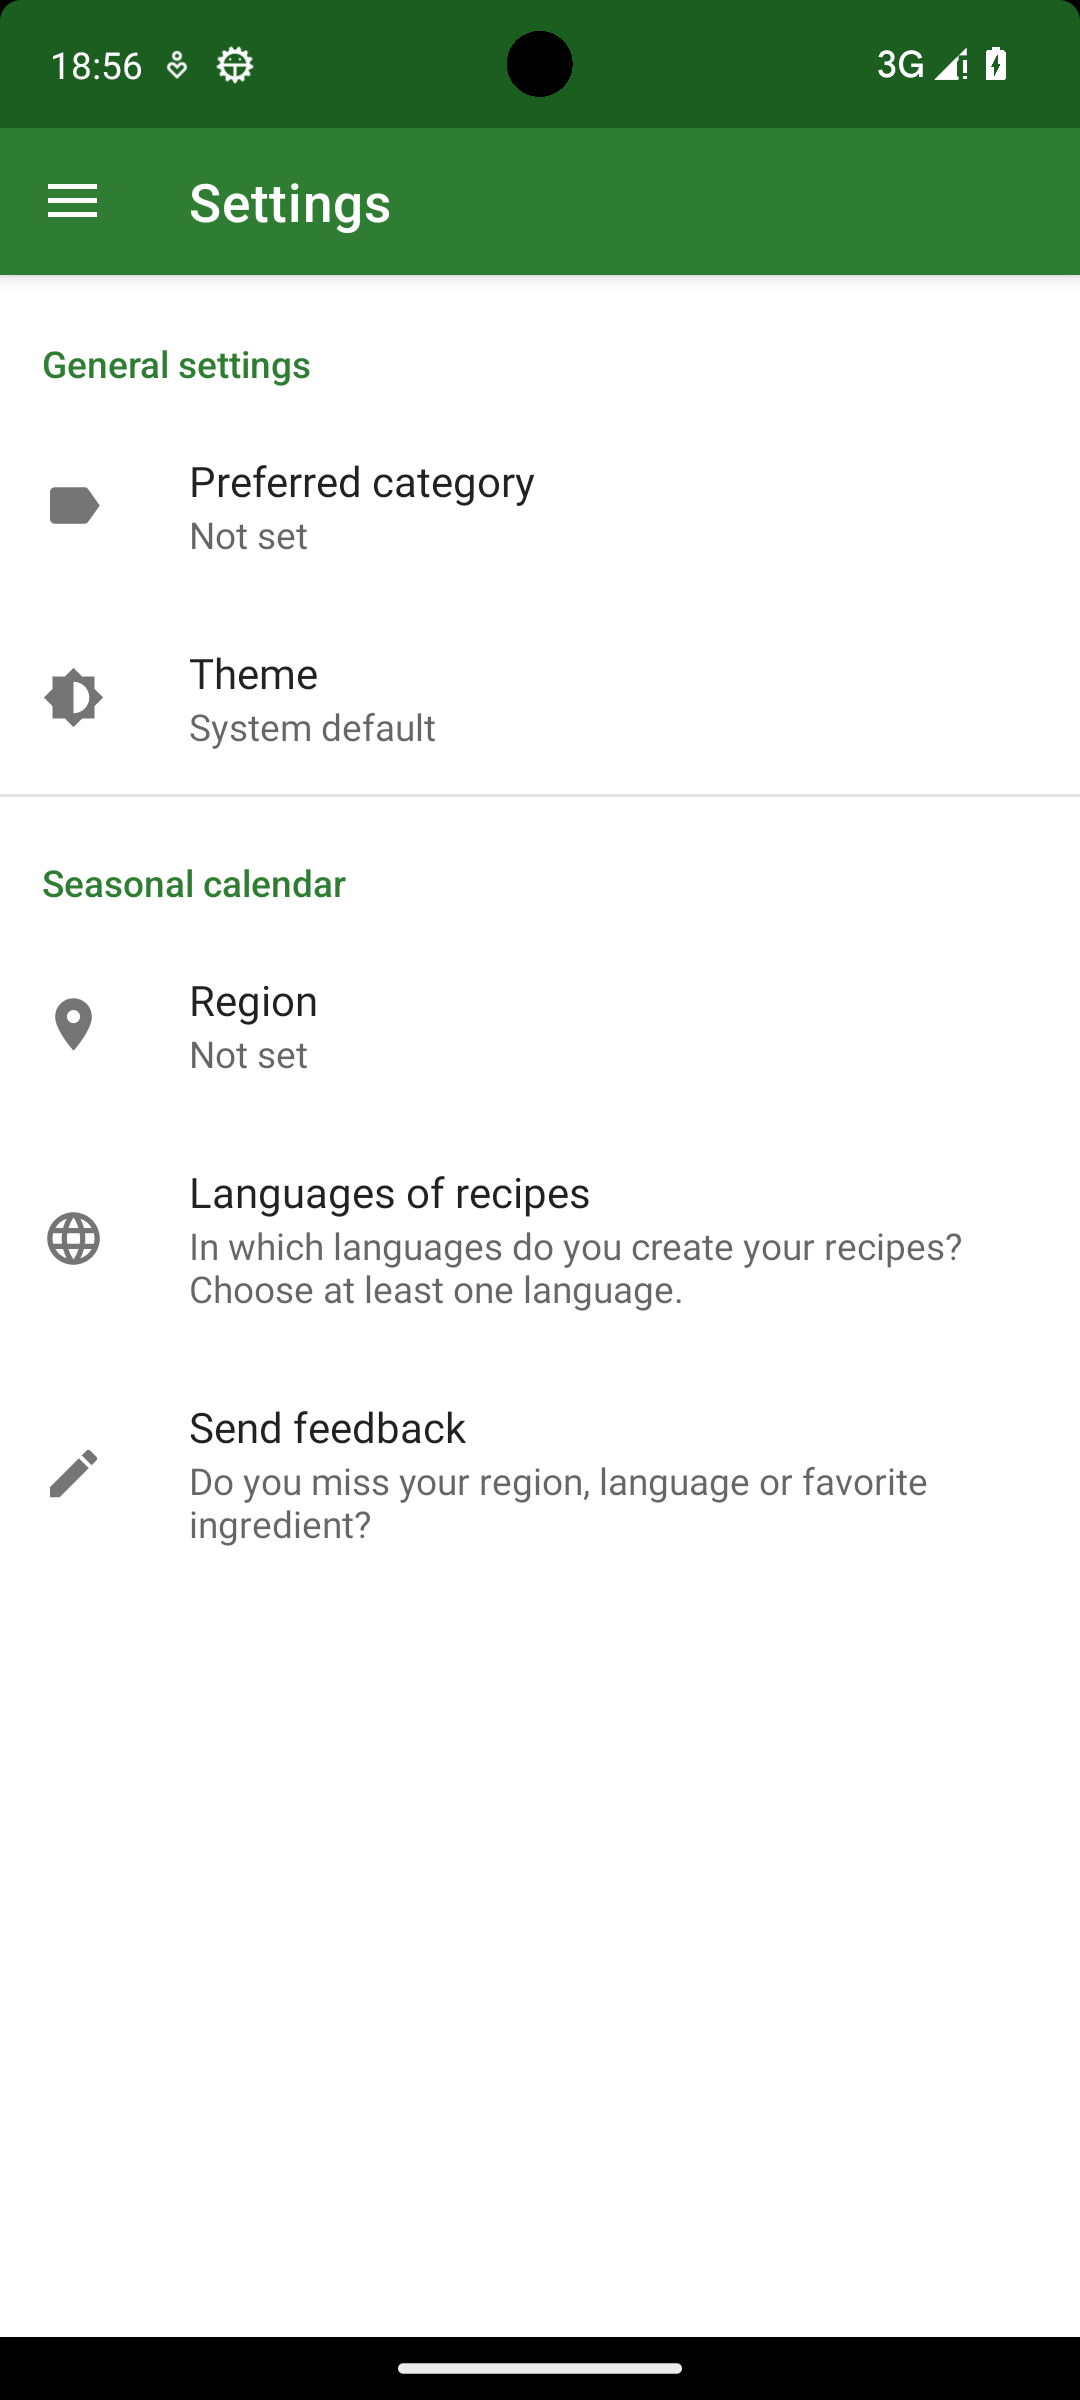 18:56
3G
Settings
General settings
Preferred category
Not set
Theme
System default
Seasonal calendar
Region
Not set
Languages of recipes
In which languages do you create your recipes?
Choose at least one language.
Send feedback
Do you miss your region, language or favorite
ingredient?